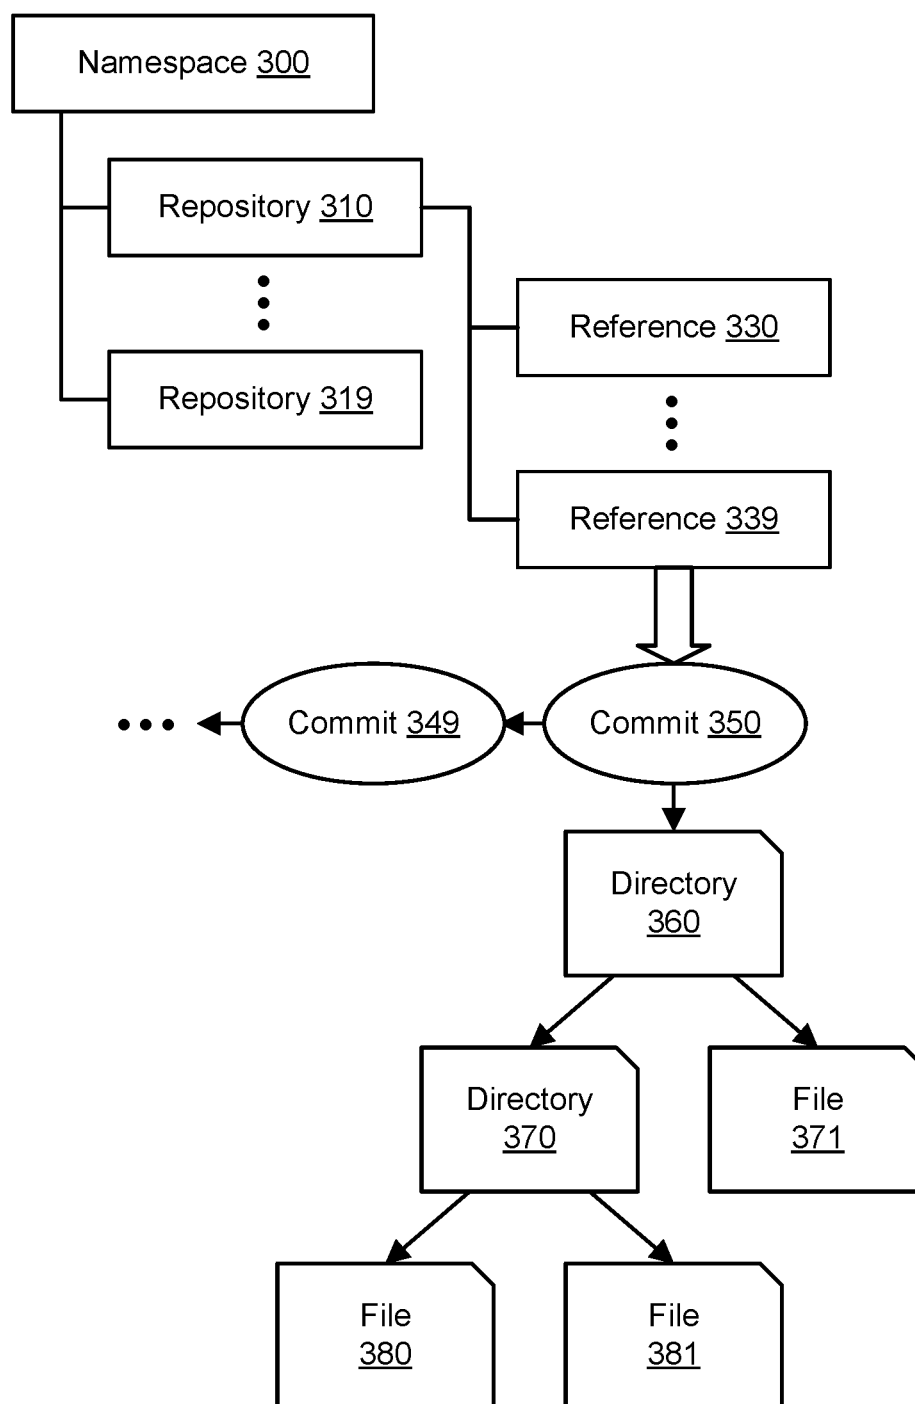 Namespace 300
Repository 310
Repository 319
Reference 330
Reference 339
Commit 349
Commit 350
Directory
360
Directory
370
File
371
File
380
File
381